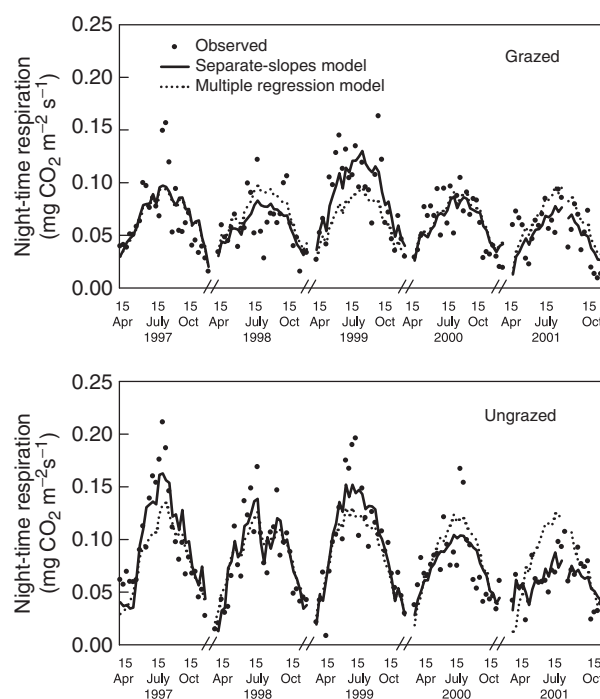 0.25
0.20
0.15
0.10
0.05
0.00
Night-time respiration
(mg CO₂ m⁻² s⁻¹)
Observed
Separate-slopes model
Multiple regression model
Grazed
15 15 15 15 15 15 15 15 15 15 15 15 15 15 15
Apr July Oct Apr July Oct Apr July Oct Apr July Oct Apr July Oct
1997 1998 1999 2000 2001
0.25
0.20
0.15
0.10
0.05
0.00
Night-time respiration
(mg CO₂ m⁻²s⁻¹)
Ungrazed
15 15 15 15 15 15 15 15 15 15 15 15 15 15 15
Apr July Oct Apr July Oct Apr July Oct Apr July Oct Apr July Oct
1997 1998 1999 2000 2001